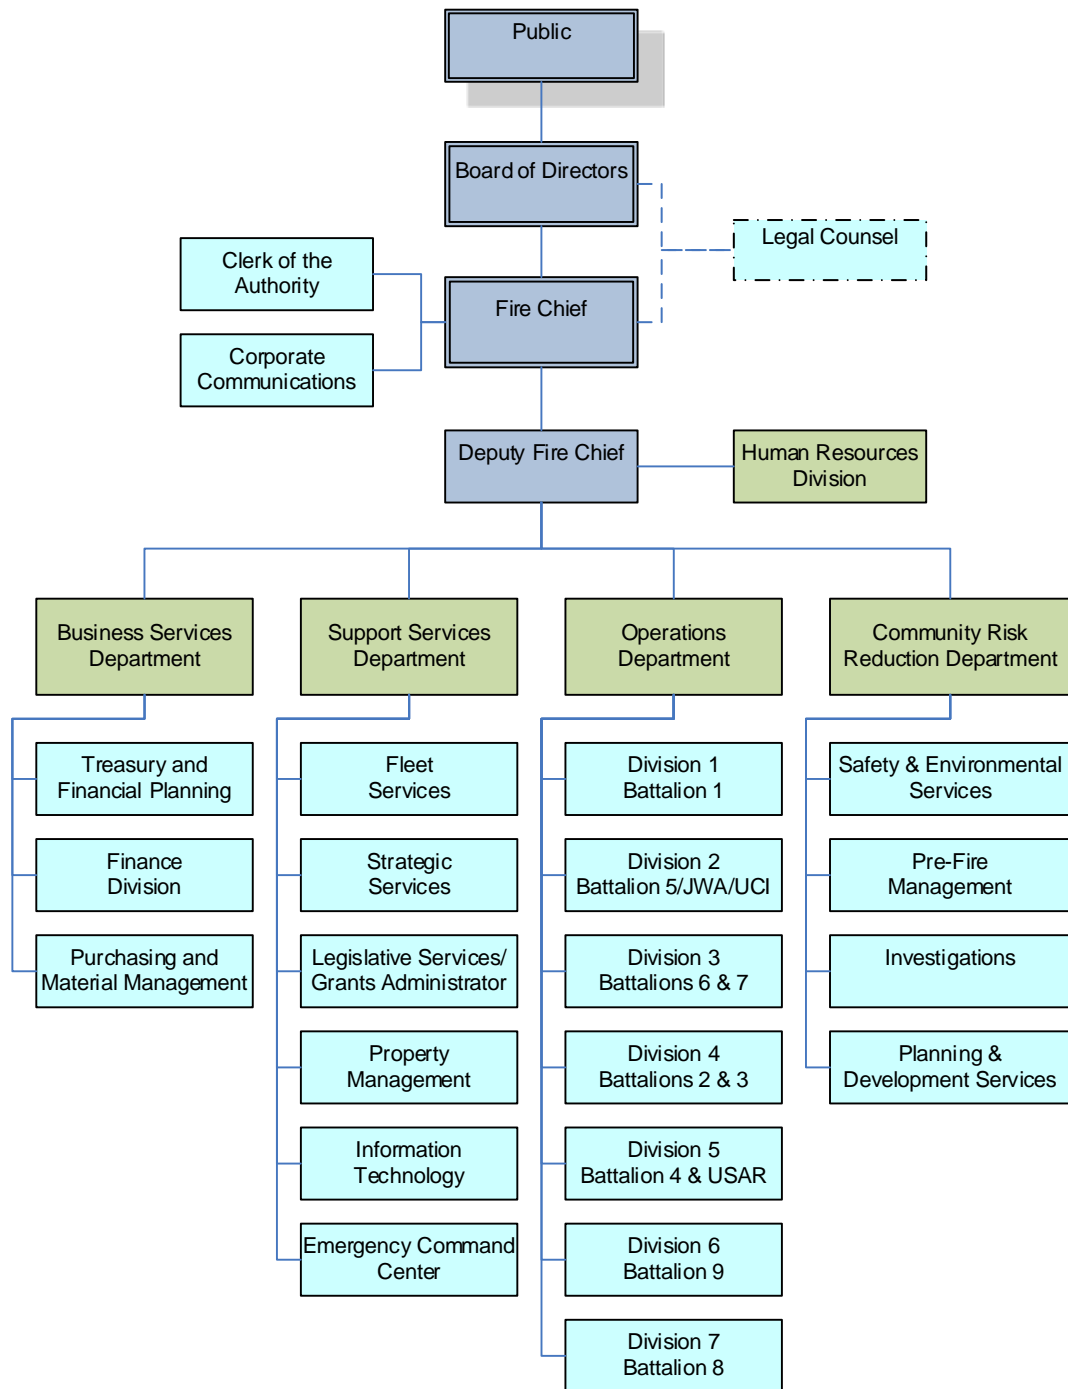 Public
Board of Directors
Legal Counsel
Clerk of the
Authority
Fire Chief
Corporate
Communications
Deputy Fire Chief
Human Resources
Division
Business Services
Department
Support Services
Department
Operations
Department
Community Risk
Reduction Department
Treasury and
Financial Planning
Finance
Division
Purchasing and
Material Management
Fleet
Services
Strategic
Services
Legislative Services/
Grants Administrator
Property
Management
Information
Technology
Emergency Command
Center
Division 1
Battalion 1
Division 2
Battalion 5/JWA/UCI
Division 3
Battalions 6 & 7
Division 4
Battalions 2 & 3
Division 5
Battalion 4 & USAR
Division 6
Battalion 9
Division 7
Battalion 8
Safety & Environmental
Services
Pre-Fire
Management
Investigations
Planning &
Development Services